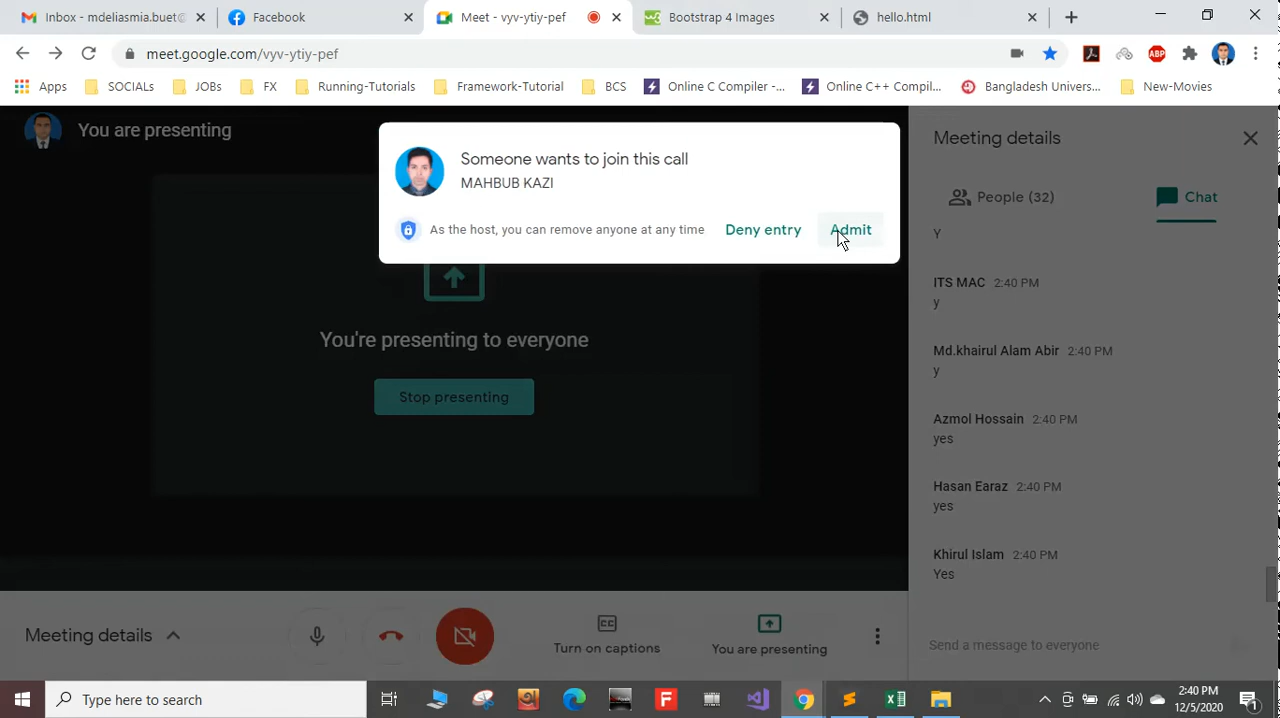 Inbox - mdeliasmia.buet@
Facebook
Meet - vyv-ytiy-pef
Bootstrap 4 Images
hello.html
meet.google.com/vyv-ytiy-pef
ABP
Apps
SOCIALs
JOBs
FX
Running-Tutorials
Framework-Tutorial
BCS
Online C Compiler -...
Online C++ Compil...
Bangladesh Univers...
New-Movies
You are presenting
Someone wants to join this call
MAHBUB KAZI
As the host, you can remove anyone at any time
Deny entry
Admit
You're presenting to everyone
Stop presenting
Meeting details
People (32)
Chat
Y
ITS MAC 2:40 PM
y
Md.khairul Alam Abir 2:40 PM
y
Azmol Hossain 2:40 PM
yes
Hasan Earaz 2:40 PM
yes
Khirul Islam 2:40 PM
Yes
Send a message to everyone
Meeting details
CC
Turn on captions
You are presenting
Type here to search
F
2:40 PM
12/5/2020
1